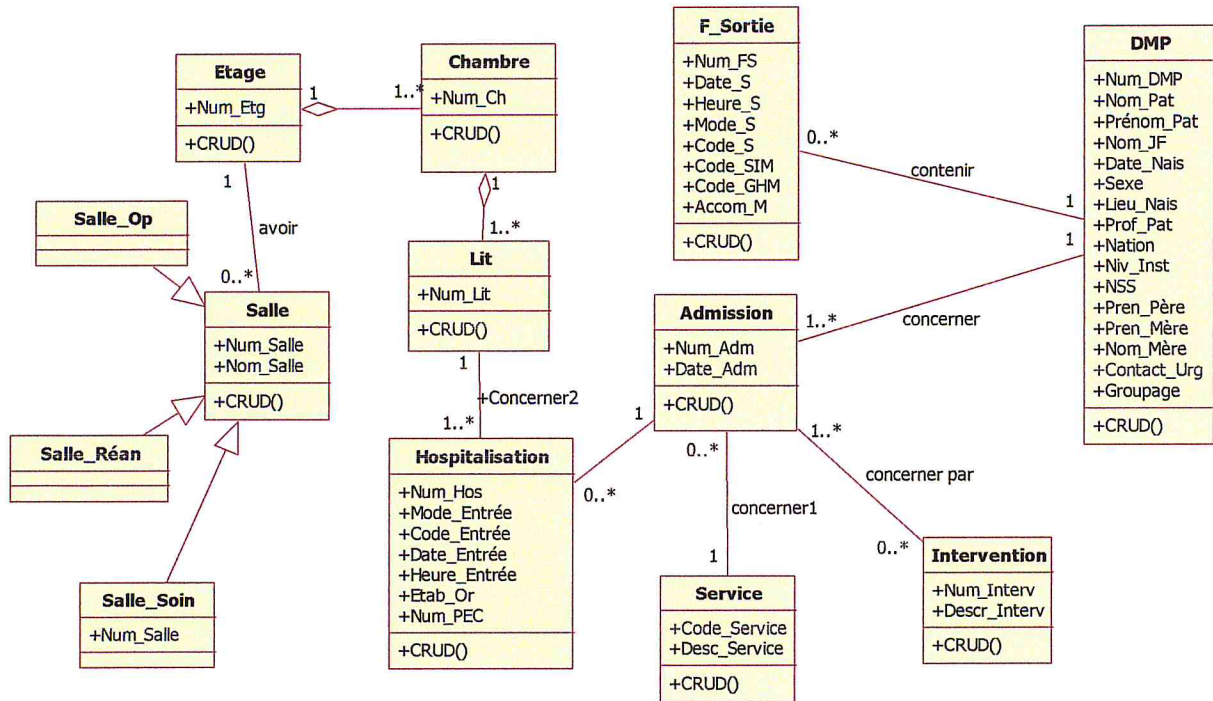 Etage
+Num_Etg
+CRUD()
1
1..*
Chambre
+Num_Ch
+CRUD()
F_Sortie
+Num_FS
+Date_S
+Heure_S
+Mode_S
+Code_S
+Code_SIM
+Code_GHM
+Accom_M
+CRUD()
0..*
contenir
1
DMP
+Num_DMP
+Nom_Pat
+Prénom_Pat
+Nom_JF
+Date_Nais
+Sexe
+Lieu_Nais
+Prof_Pat
+Nation
+Niv_Inst
+NSS
+Pren_Père
+Pren_Mère
+Nom_Mère
+Contact_Urg
+Groupage
+CRUD()
1
avoir
0..*
Salle_Op
Salle
+Num_Salle
+Nom_Salle
+CRUD()
Salle_Réan
Salle_Soin
+Num_Salle
1
1..*
Lit
+Num_Lit
+CRUD()
1
+Concerner2
1..*
Hospitalisation
+Num_Hos
+Mode_Entrée
+Code_Entrée
+Date_Entrée
+Heure_Entrée
+Etab_Or
+Num_PEC
+CRUD()
1
0..*
Admission
+Num_Adm
+Date_Adm
+CRUD()
1..*
concerner
1
0..*
concerner1
1
Service
+Code_Service
+Desc_Service
+CRUD()
1..*
concerner par
0..*
Intervention
+Num_Interv
+Descr_Interv
+CRUD()